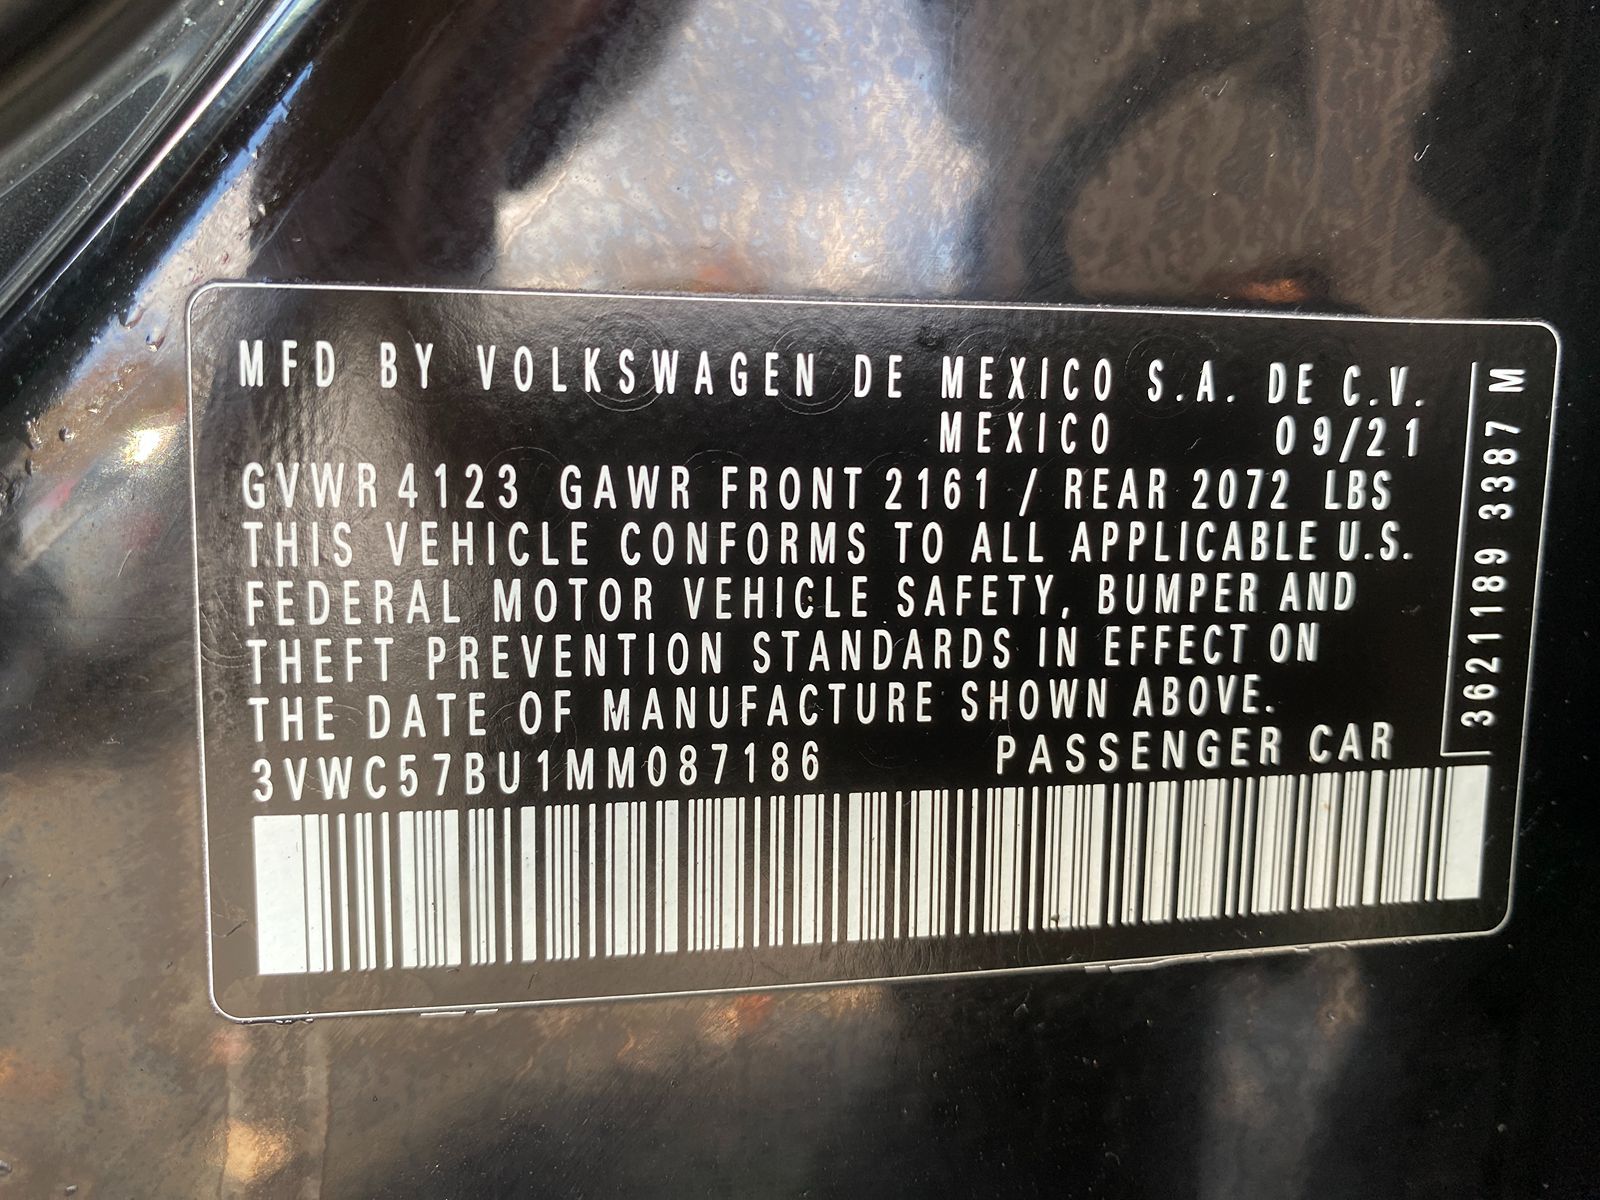 MFD BY VOLKSWAGEN DE MEXICO S.A. DE C.V.
MEXICO 09/21
GVWR 4123 GAWR FRONT 2161 / REAR 2072 LBS
THIS VEHICLE CONFORMS TO ALL APPLICABLE U.S.
FEDERAL MOTOR VEHICLE SAFETY, BUMPER AND
THEFT PREVENTION STANDARDS IN EFFECT ON
THE DATE OF MANUFACTURE SHOWN ABOVE.
3VWC57BU1MM087186 PASSENGER CAR
3621189 3387 M